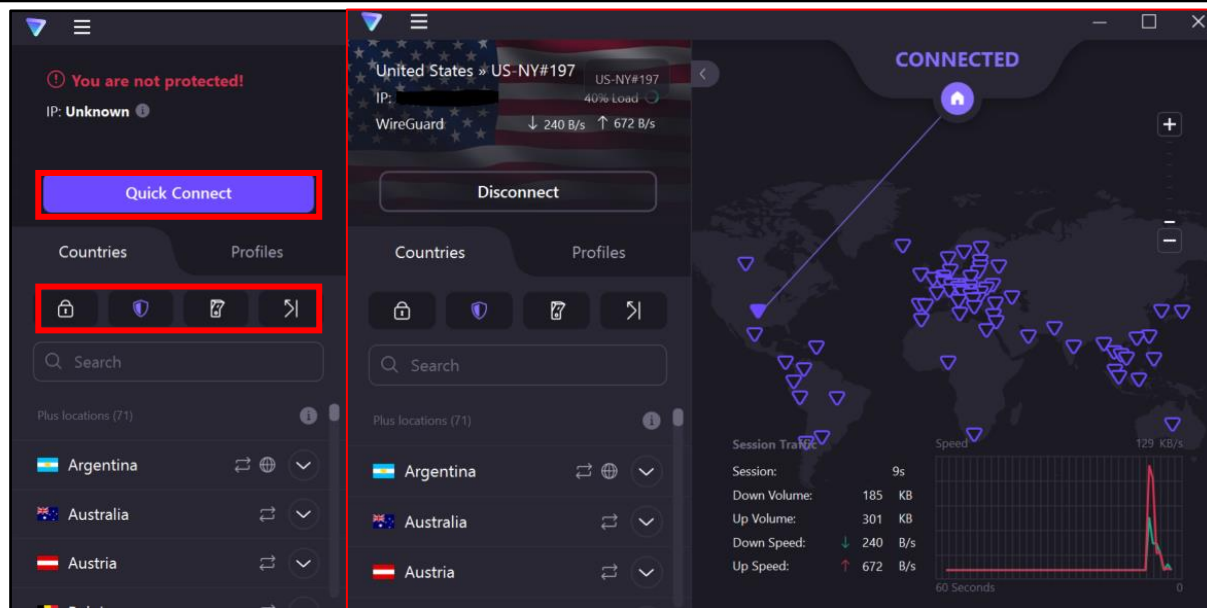 You are not protected!
IP: Unknown
Quick Connect
Countries Profiles
Search
Plus locations (71)
Argentina
Australia
Austria
United States » US-NY#197
US-NY#197
IP:
40% Load
WireGuard ↓ 240 B/s ↑ 672 B/s
Disconnect
Countries Profiles
Search
Plus locations (71)
Argentina
Australia
Austria
CONNECTED
Session Traffic
Session: 9s
Down Volume: 185 KB
Up Volume: 301 KB
Down Speed: ↓ 240 B/s
Up Speed: ↑ 672 B/s
Speed 129 KB/s
60 Seconds 0